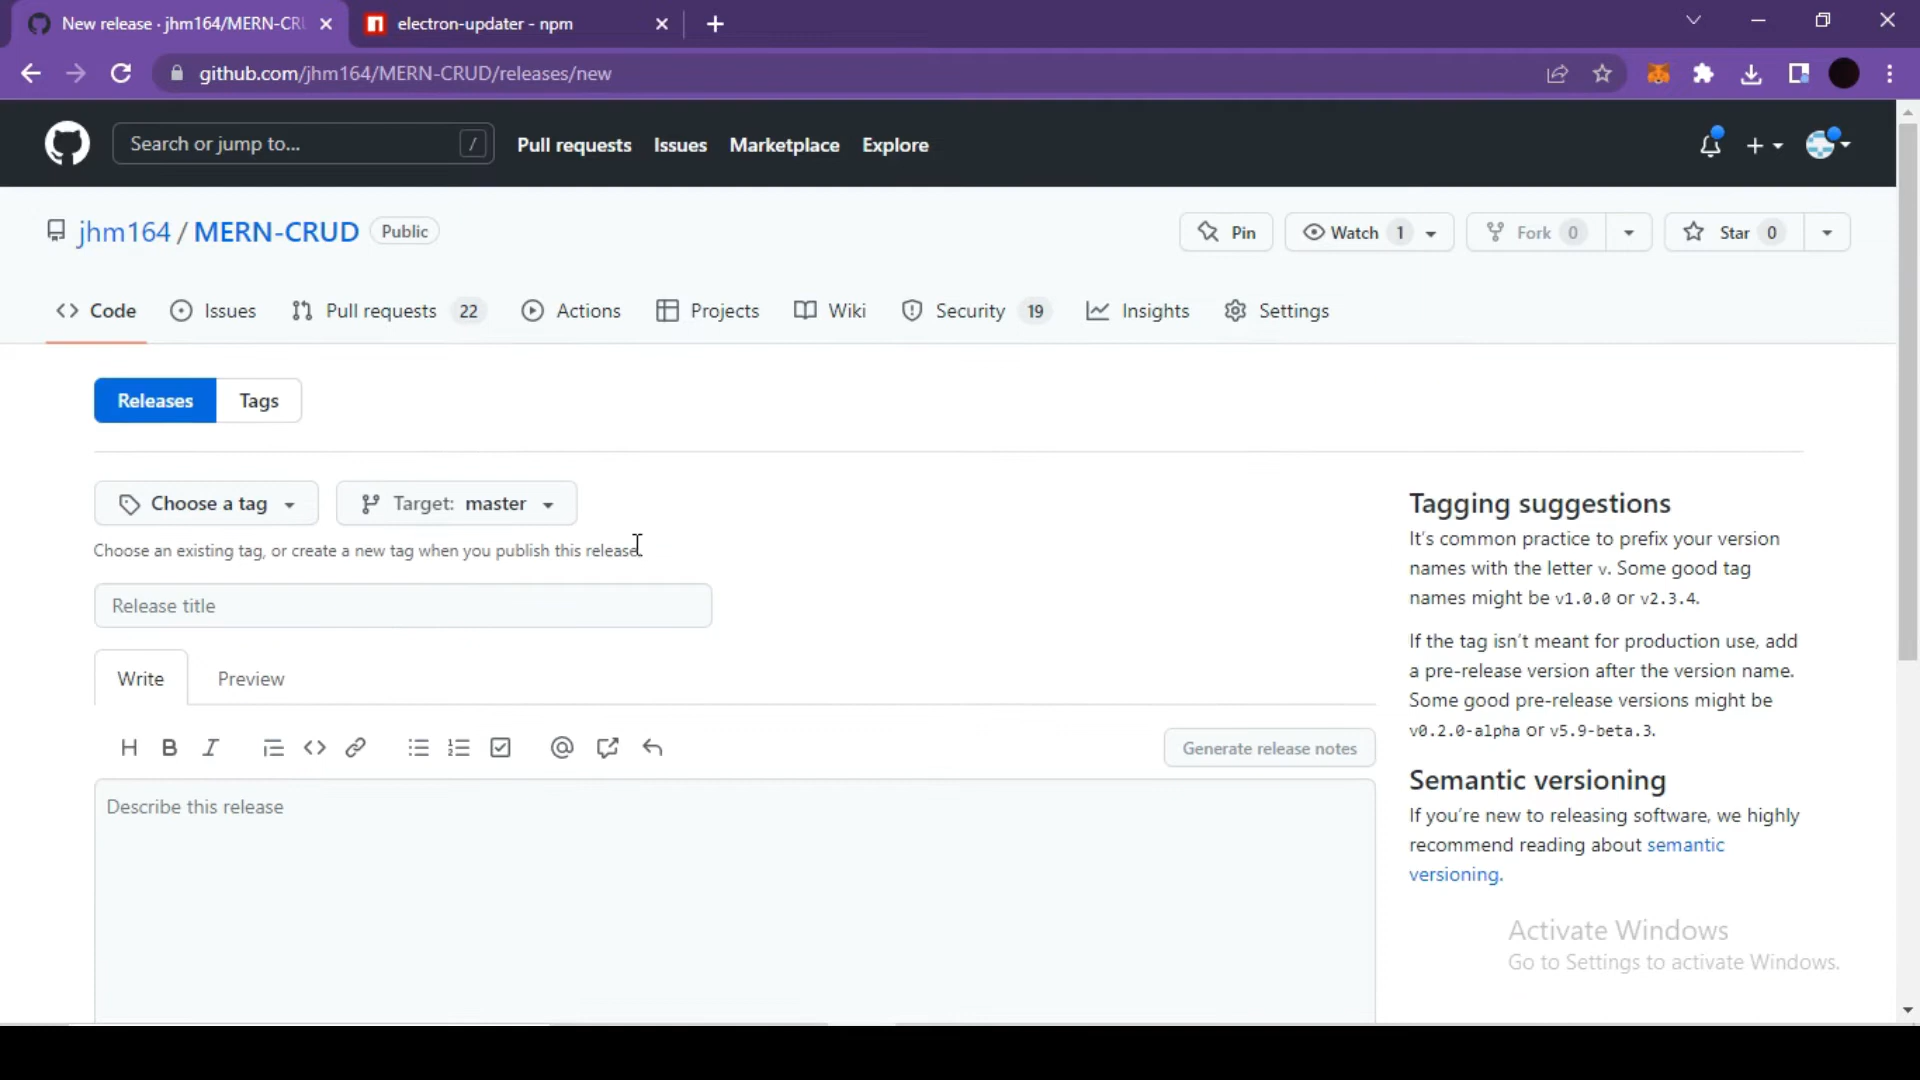 New release · jhm164/MERN-CRU
electron-updater - npm
github.com/jhm164/MERN-CRUD/releases/new
Search or jump to...
/
Pull requests
Issues
Marketplace
Explore
jhm164 / MERN-CRUD
Public
Pin
Watch 1
Fork 0
Star 0
Code
Issues
Pull requests 22
Actions
Projects
Wiki
Security 19
Insights
Settings
Releases
Tags
Choose a tag
Target: master
Choose an existing tag, or create a new tag when you publish this release.
Release title
Write
Preview
Generate release notes
Describe this release
Tagging suggestions
It's common practice to prefix your version
names with the letter v. Some good tag
names might be v1.0.0 or v2.3.4.
If the tag isn't meant for production use, add
a pre-release version after the version name.
Some good pre-release versions might be
v0.2.0-alpha or v5.9-beta.3.
Semantic versioning
If you're new to releasing software, we highly
recommend reading about semantic
versioning.
Activate Windows
Go to Settings to activate Windows.